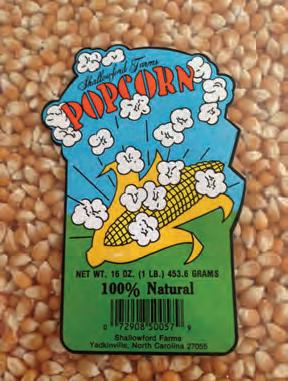 Shallowford Farms
POPCORN
NET WT. 16 OZ. (1 LB.) 453.6 GRAMS
100% Natural
0 72908 50057 9
Shallowford Farms
Yadkinville, North Carolina 27055